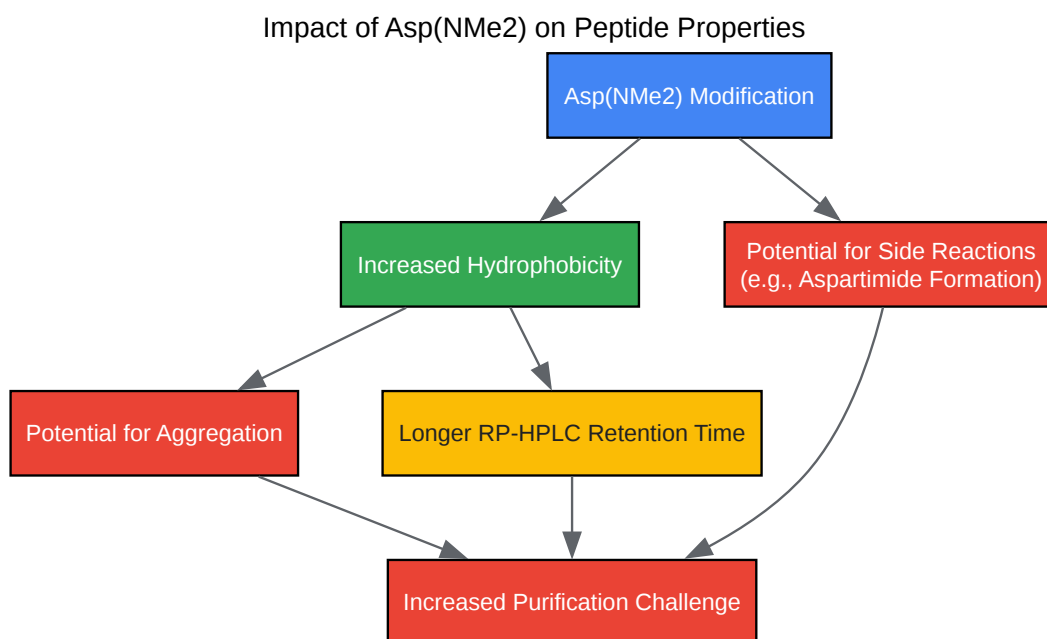 Impact of Asp(NMe2) on Peptide Properties
Asp(NMe2) Modification
Increased Hydrophobicity
Potential for Side Reactions
(e.g., Aspartimide Formation)
Potential for Aggregation
Longer RP-HPLC Retention Time
Increased Purification Challenge